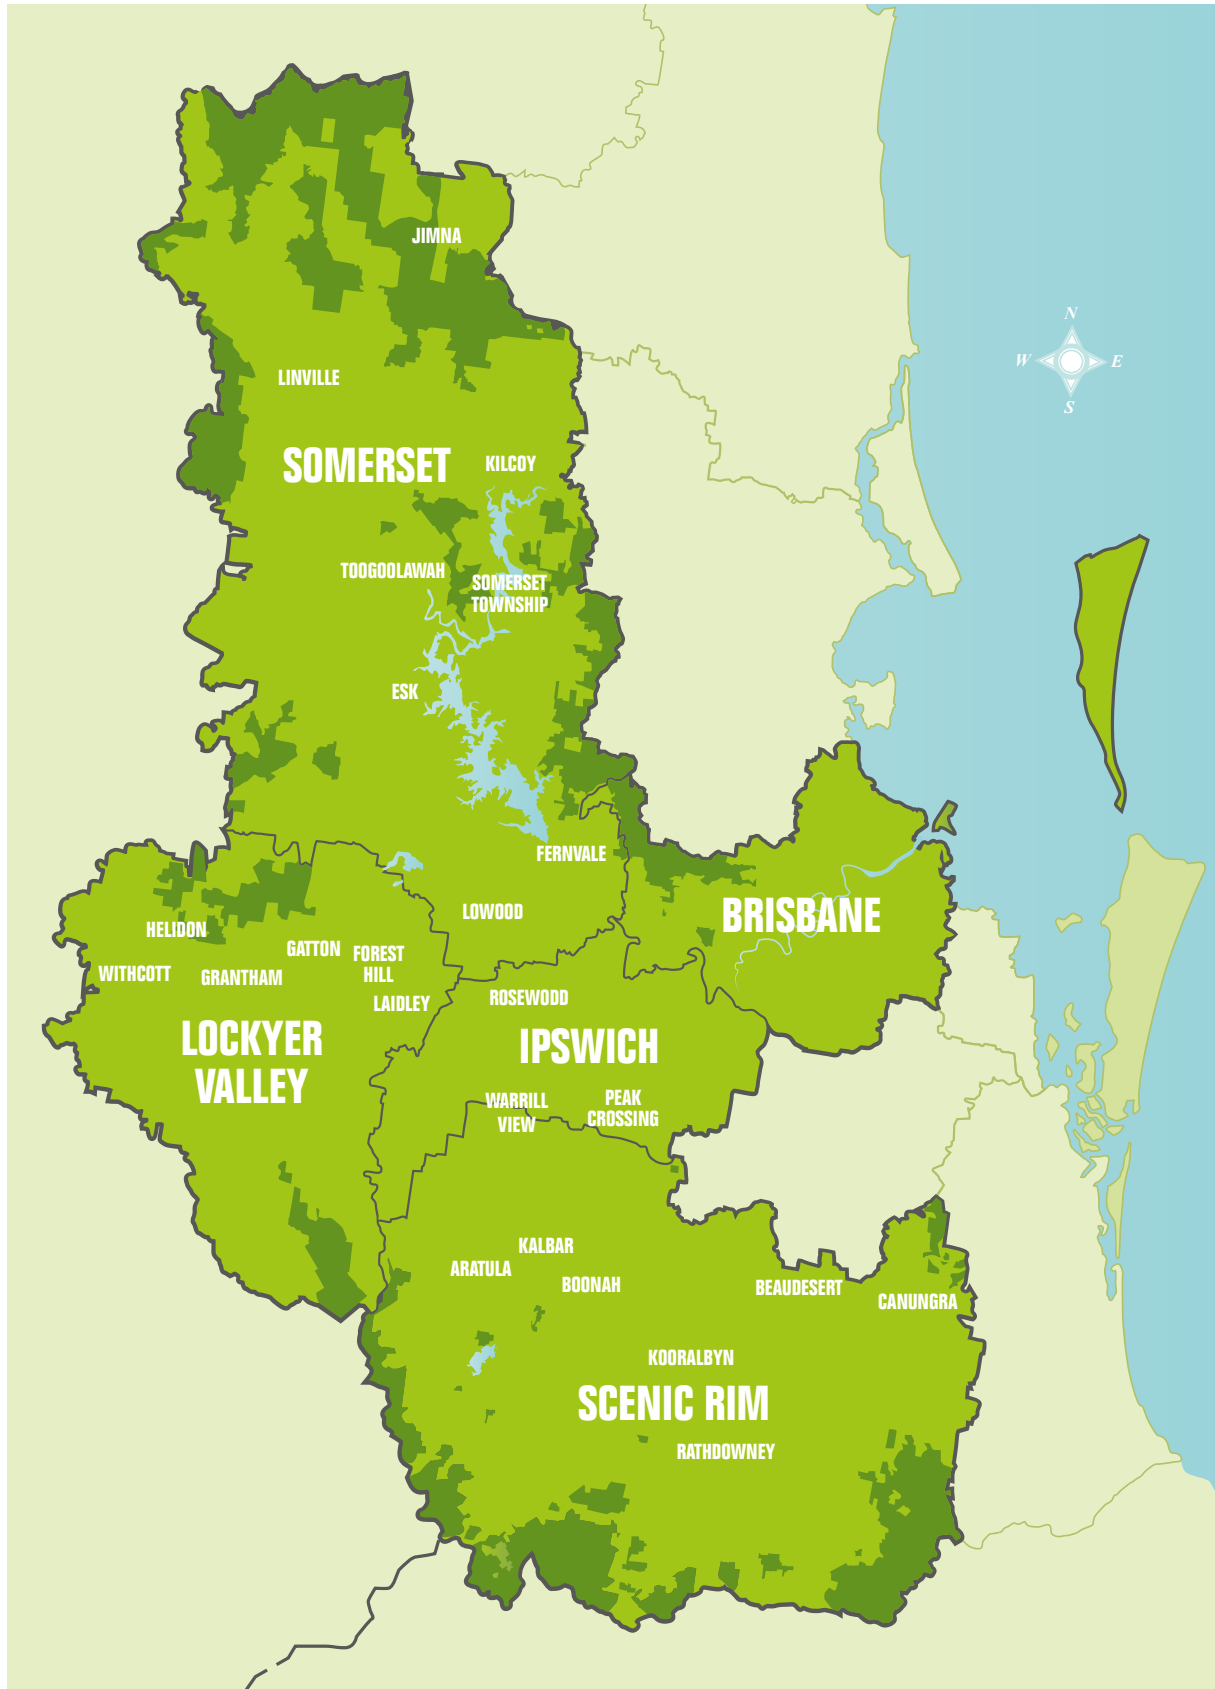 JIMNA
N
W
E
S
LINVILLE
SOMERSET
KILCOY
TOOGOOLAWAH
SOMERSET
TOWNSHIP
ESK
FERNVALE
LOWOOD
BRISBANE
HELIDON
GATTON
FOREST
HILL
WITHCOTT
GRANTHAM
LAIDLEY
ROSEWODD
LOCKYER
VALLEY
IPSWICH
WARRILL
VIEW
PEAK
CROSSING
KALBAR
ARATULA
BOONAH
BEAUDESERT
CANUNGRA
KOORALBYN
SCENIC RIM
RATHDOWNEY